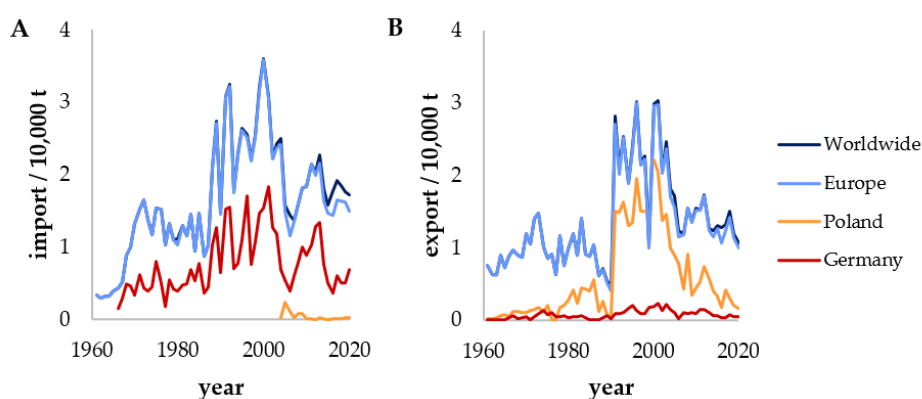 A
import / 10,000 t
4
3
2
1
0
1960 1980 2000 2020
year
B
export / 10,000 t
4
3
2
1
0
1960 1980 2000 2020
year
Worldwide
Europe
Poland
Germany